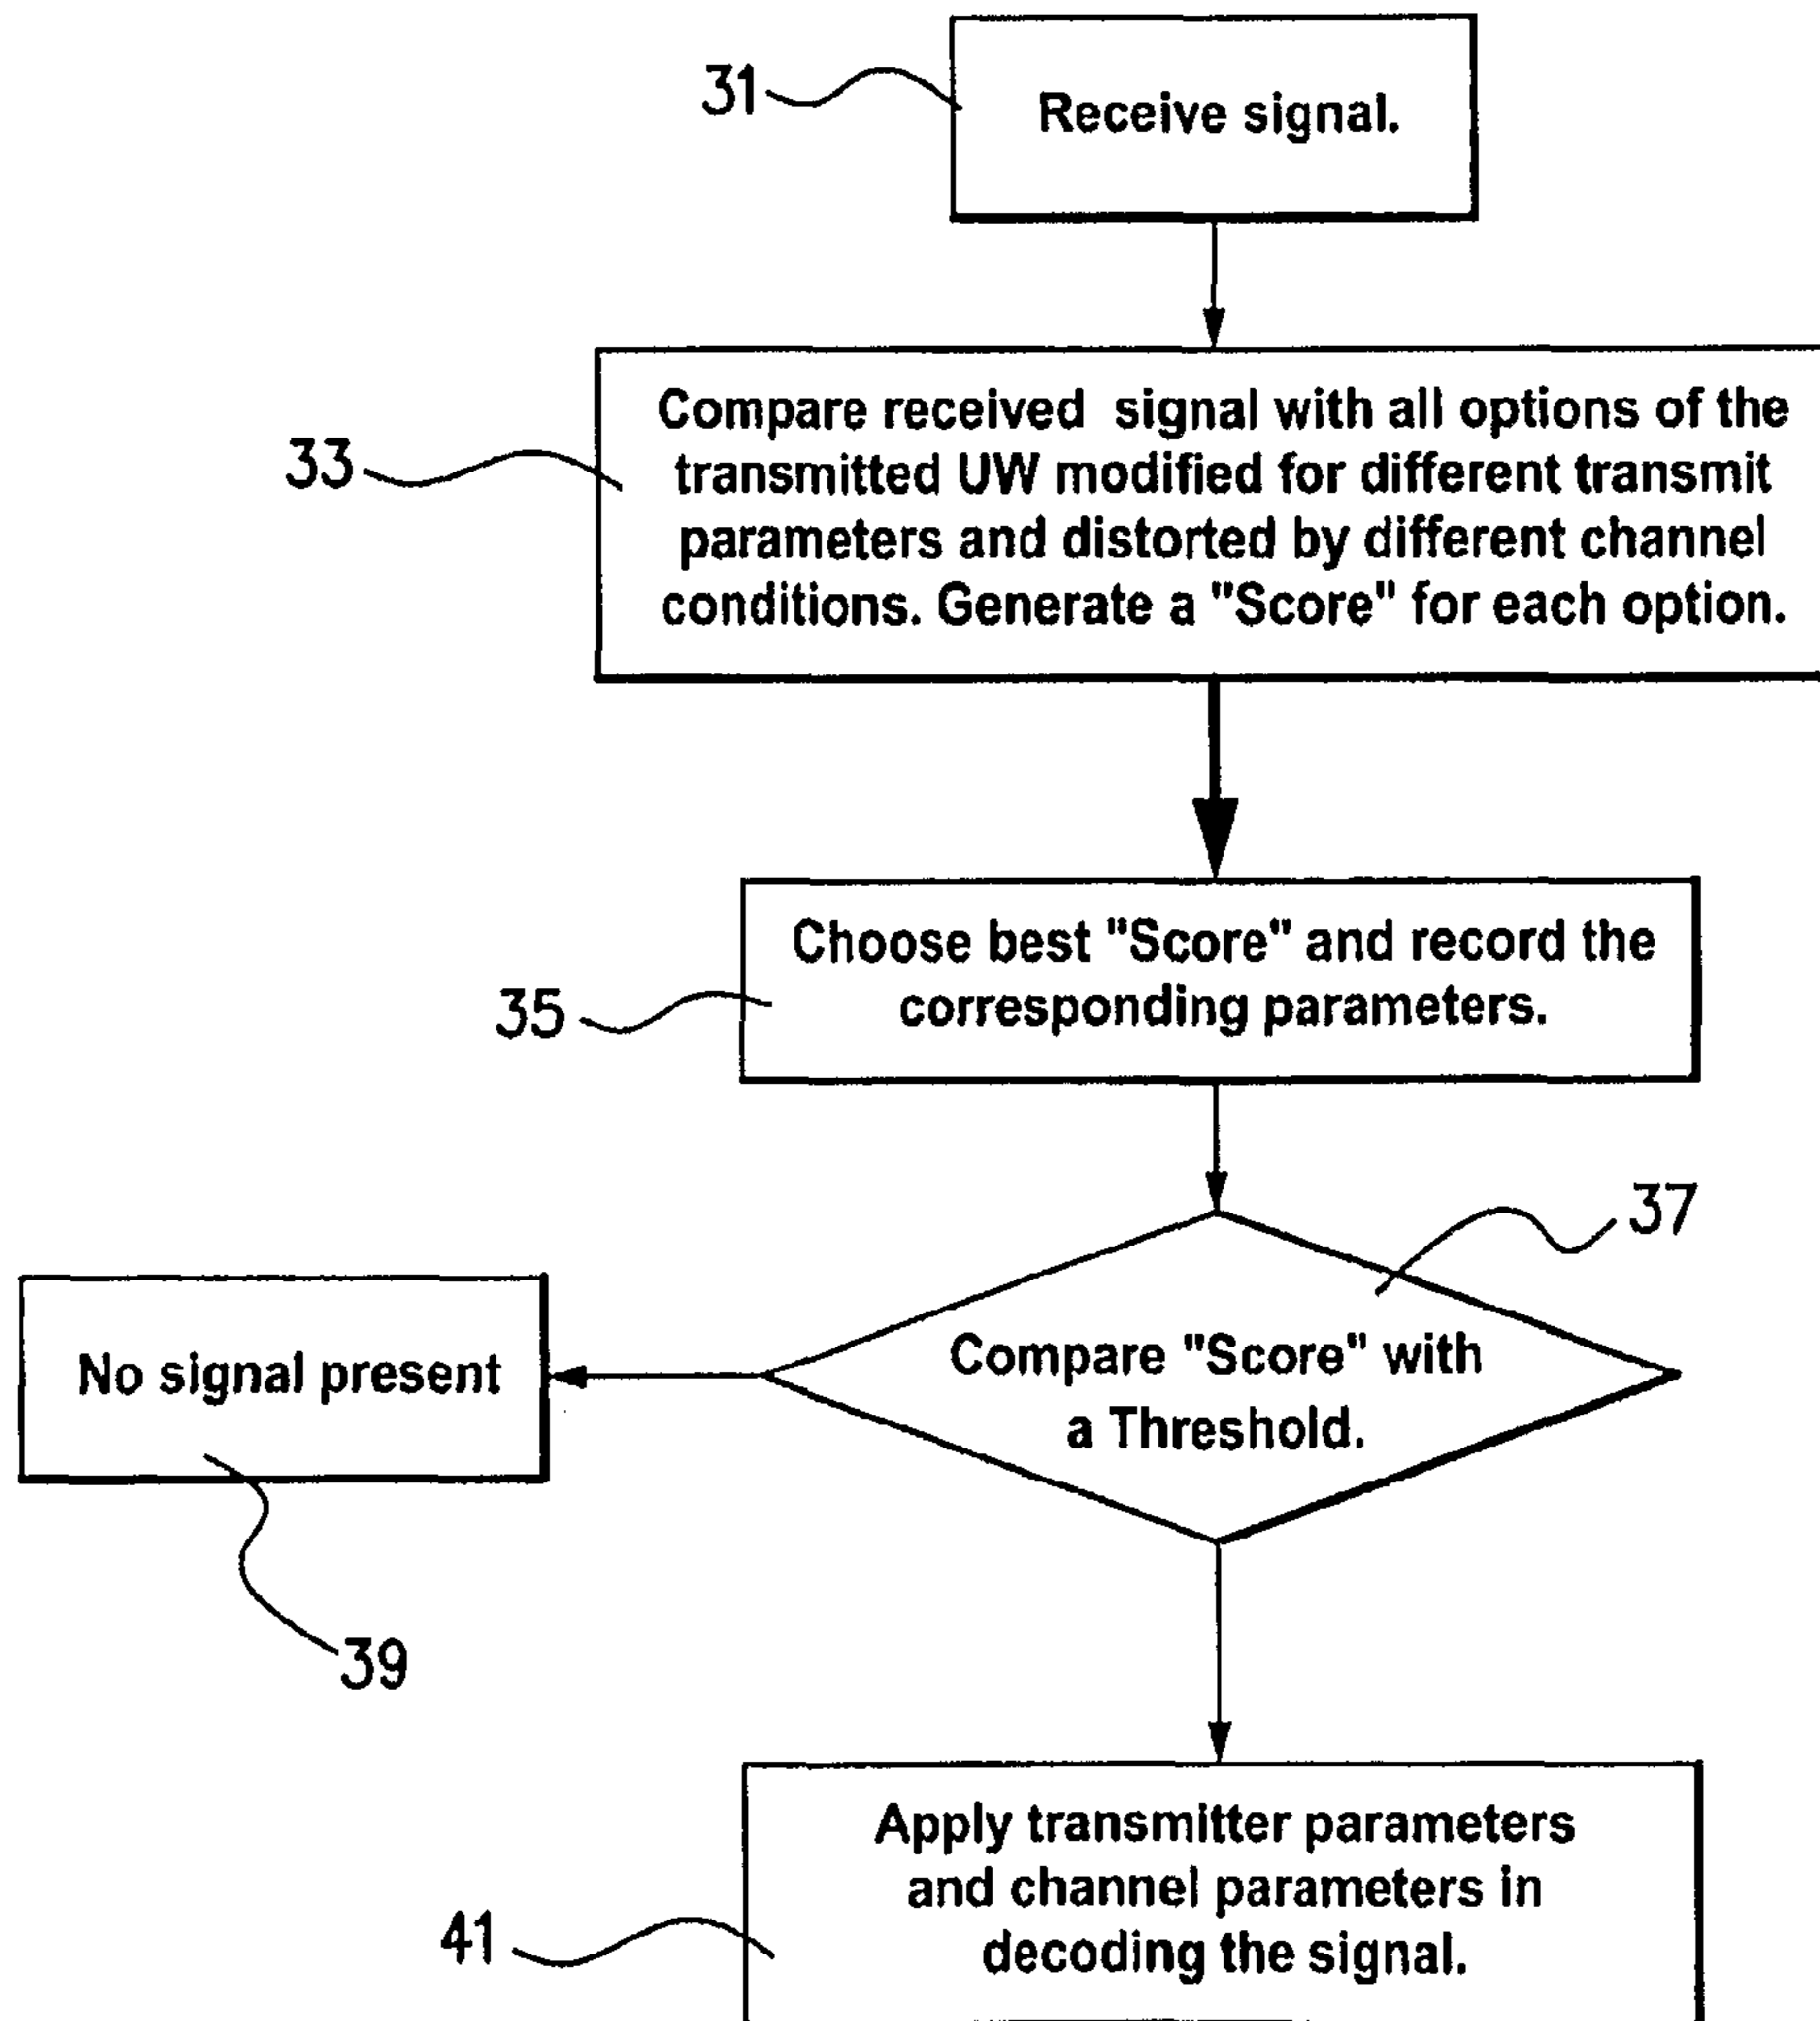 31
Receive signal.
33
Compare received signal with all options of the
transmitted UW modified for different transmit
parameters and distorted by different channel
conditions. Generate a "Score" for each option.
35
Choose best "Score" and record the
corresponding parameters.
37
Compare "Score" with
a Threshold.
No signal present
39
41
Apply transmitter parameters
and channel parameters in
decoding the signal.